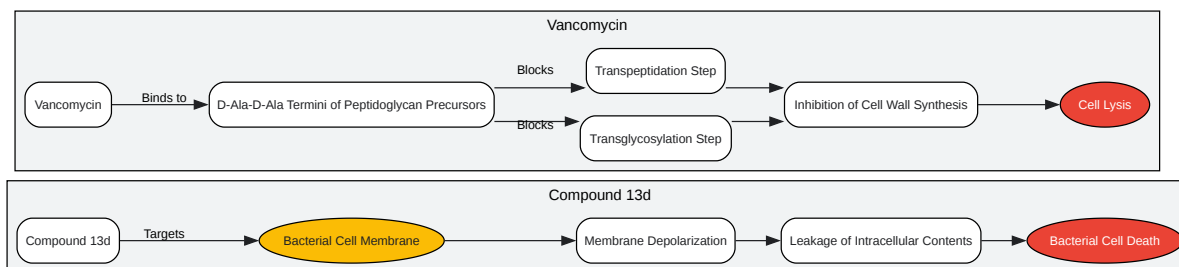 Vancomycin
Blocks
Transpeptidation Step
Vancomycin
Binds to
D-Ala-D-Ala Termini of Peptidoglycan Precursors
Inhibition of Cell Wall Synthesis
Cell Lysis
Blocks
Transglycosylation Step
Compound 13d
Compound 13d
Targets
Bacterial Cell Membrane
Membrane Depolarization
Leakage of Intracellular Contents
Bacterial Cell Death